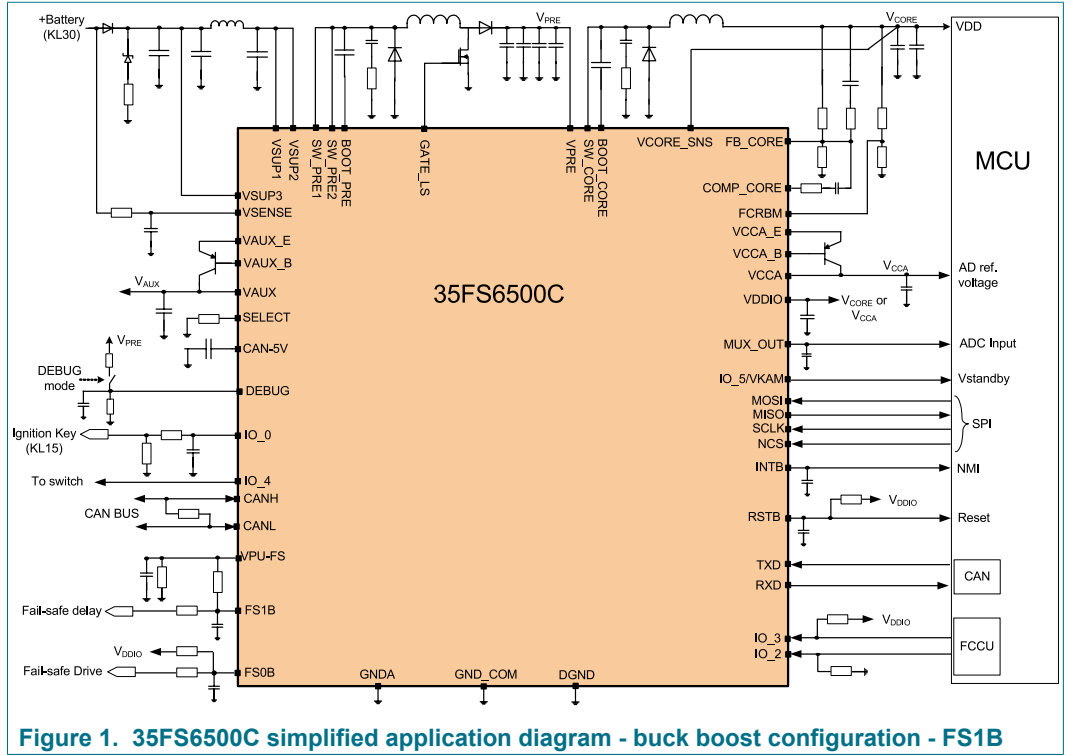 +Battery
(KL30)
VPRE
VCORE
VDD
MCU
VSUP1
VSUP2
SW_PRE1
SW_PRE2
BOOT_PRE
GATE_LS
VPRE
SW_CORE
BOOT_CORE
VCORE_SNS
FB_CORE
COMP_CORE
FCRBM
VCCA_E
VCCA_B
VCCA
VCCA
AD ref.
voltage
VDDIO
VCORE or
VCCA
MUX_OUT
ADC Input
IO_5/VKAM
Vstandby
MOSI
MISO
SCLK
NCS
SPI
INTB
NMI
RSTB
VDDIO
Reset
TXD
RXD
CAN
IO_3
IO_2
VDDIO
FCCU
35FS6500C
VSUP3
VSENSE
VAUX_E
VAUX_B
VAUX
VAUX
SELECT
CAN-5V
VPRE
DEBUG
mode
DEBUG
Ignition Key
(KL15)
IO_0
To switch
IO_4
CANH
CAN BUS
CANL
VPU-FS
Fail-safe delay
FS1B
VDDIO
Fail-safe Drive
FS0B
GNDA
GND_COM
DGND
Figure 1. 35FS6500C simplified application diagram - buck boost configuration - FS1B